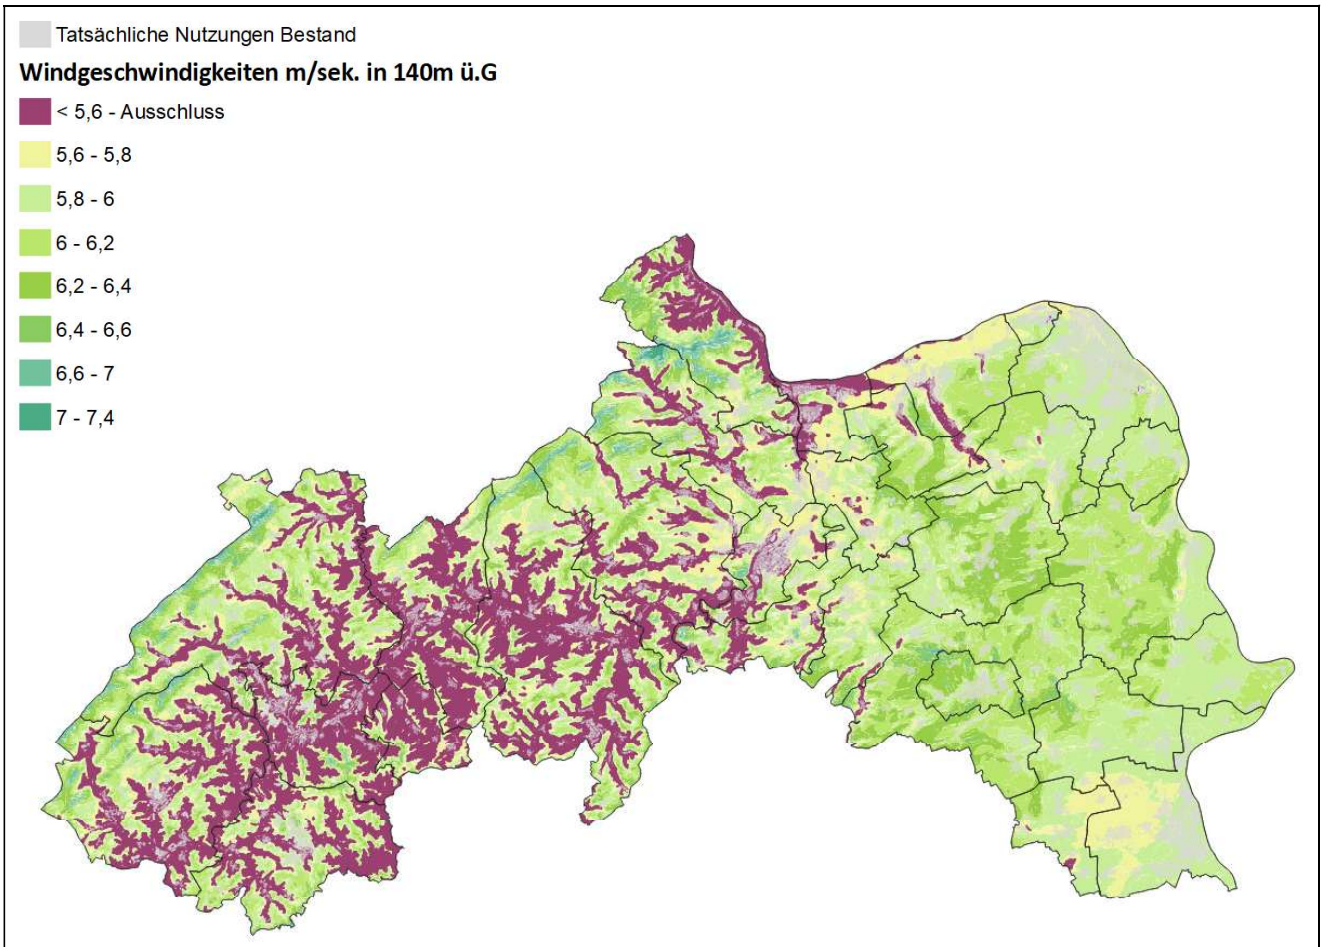 Tatsächliche Nutzungen Bestand
Windgeschwindigkeiten m/sek. in 140m ü.G
< 5,6 - Ausschluss
5,6 - 5,8
5,8 - 6
6 - 6,2
6,2 - 6,4
6,4 - 6,6
6,6 - 7
7 - 7,4